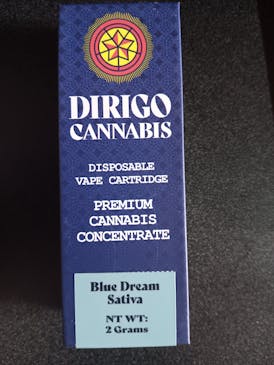 DIRIGO
CANNABIS
DISPOSABLE
VAPE CARTRIDGE
PREMIUM
CANNABIS
CONCENTRATE
Blue Dream
Sativa
NT WT:
2 Grams